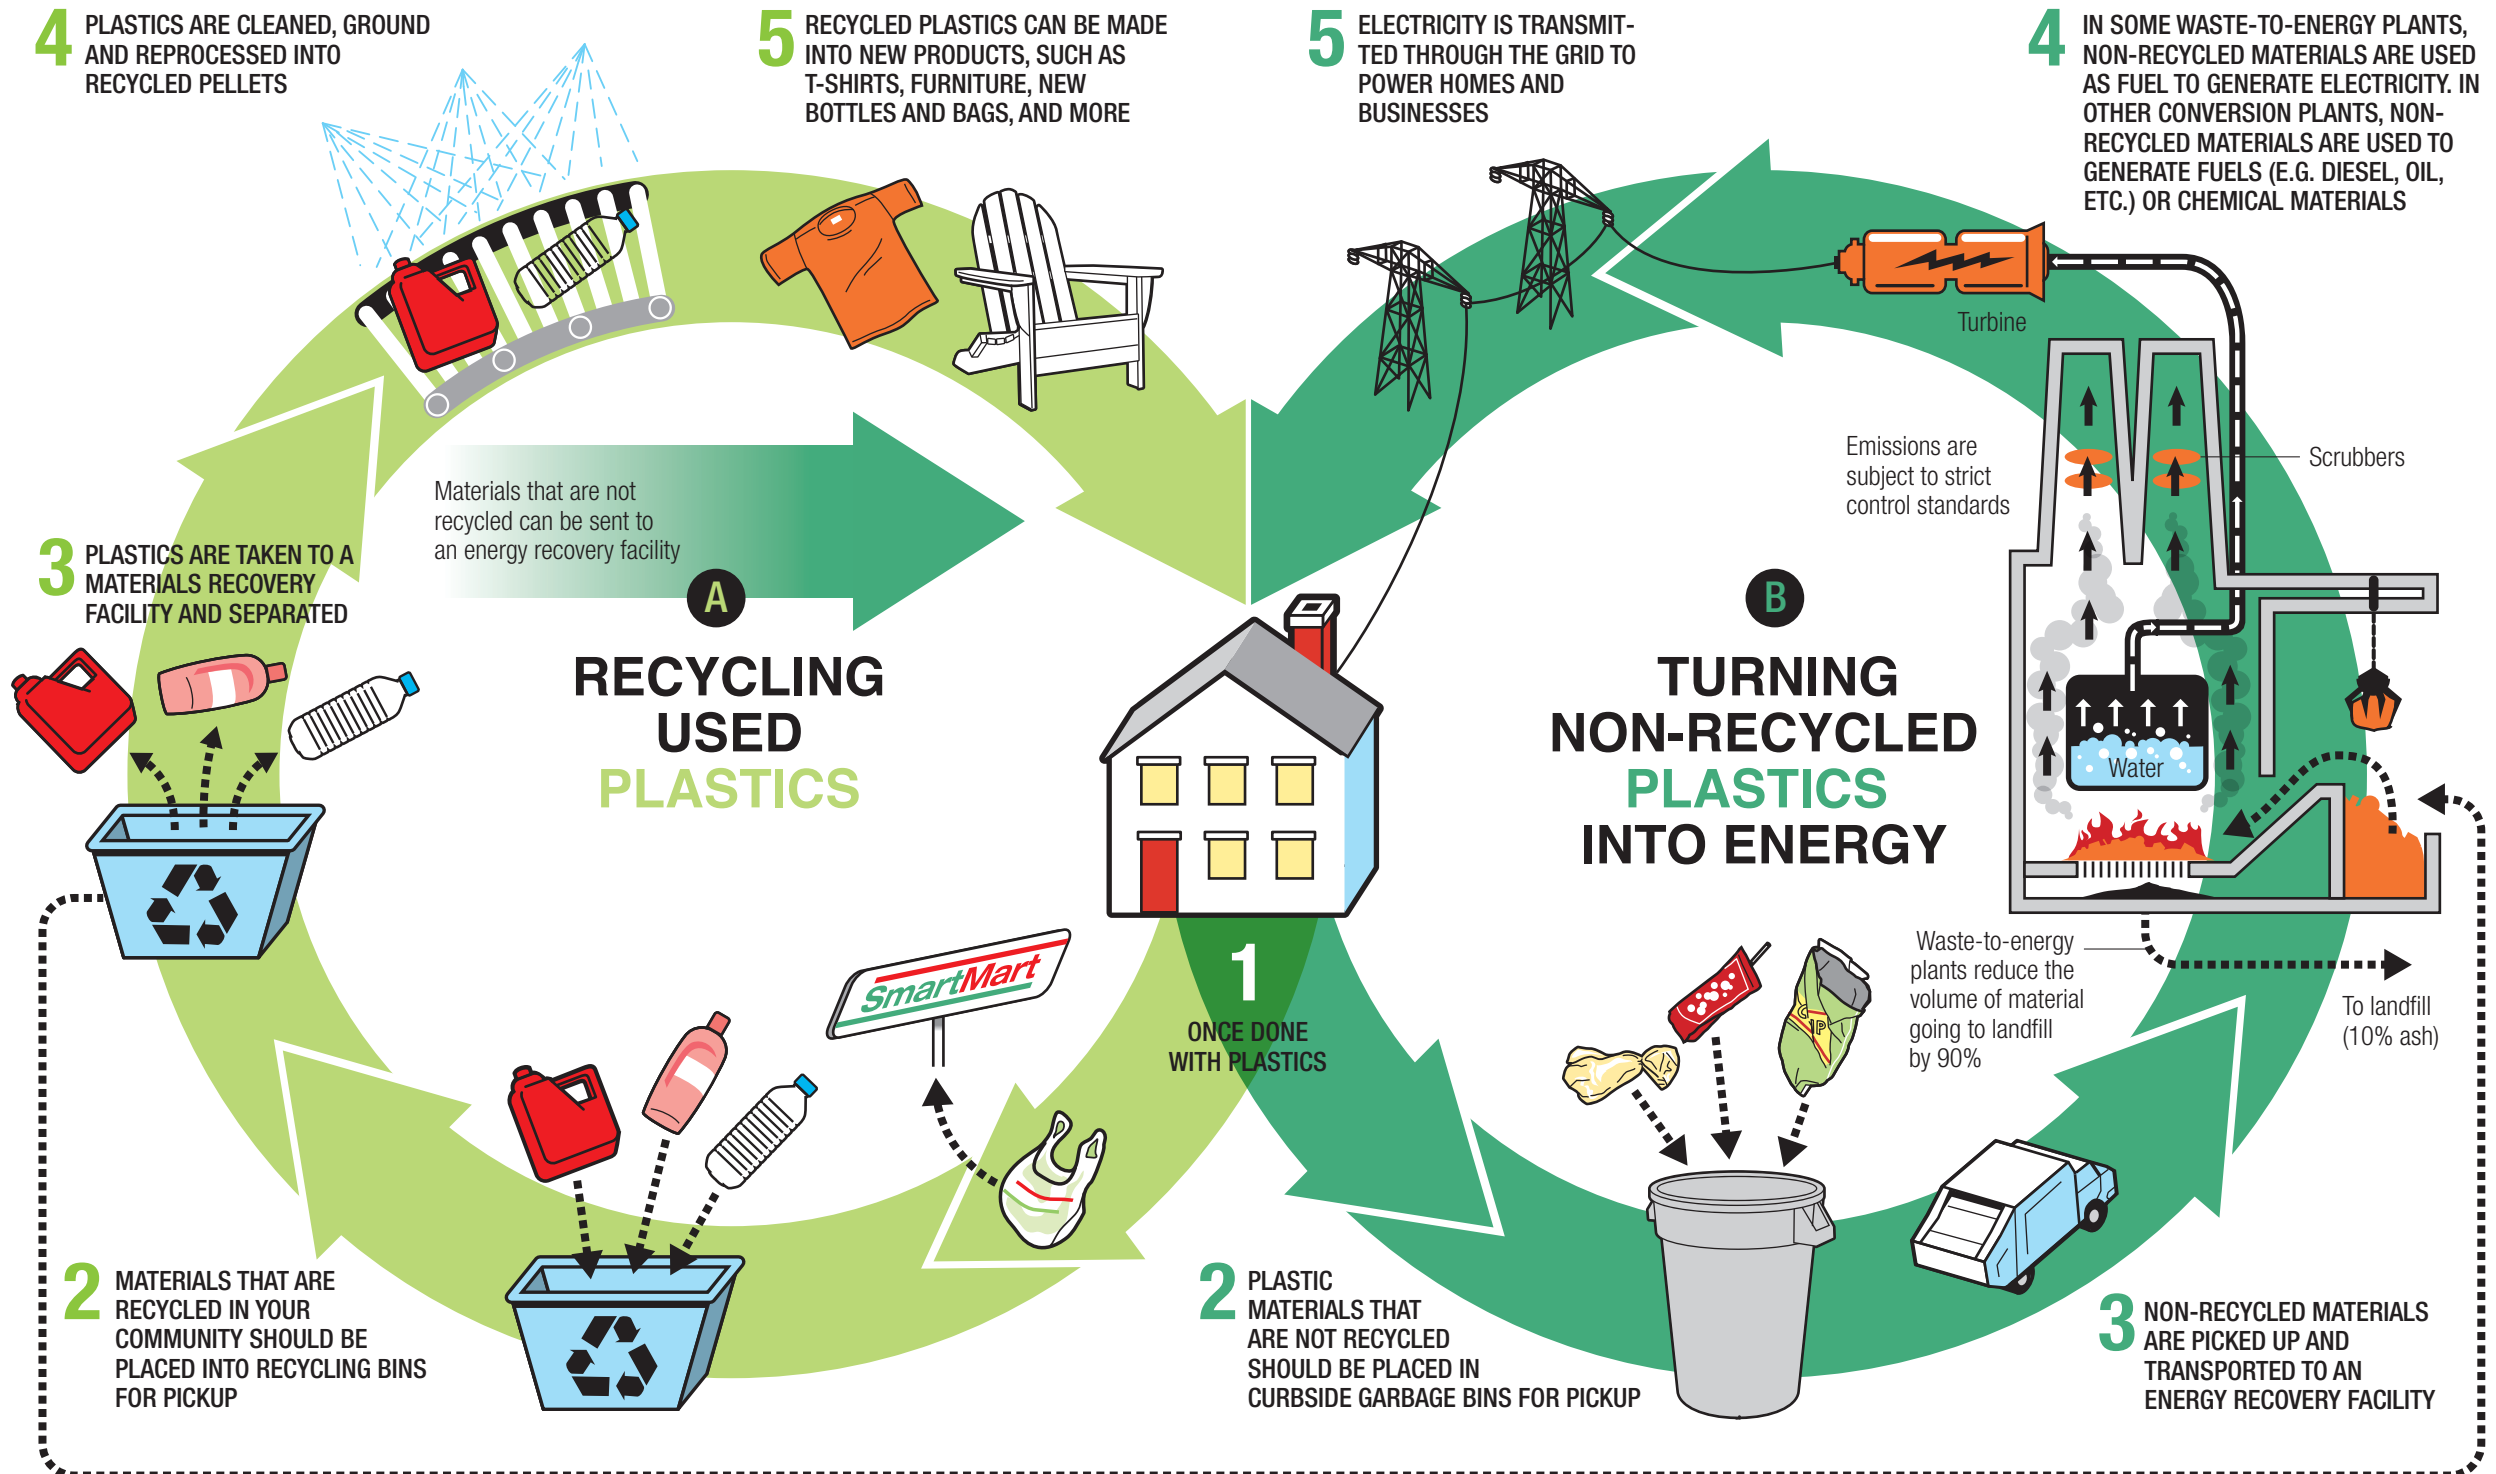 4
PLASTICS ARE CLEANED, GROUND
AND REPROCESSED INTO
RECYCLED PELLETS
5
RECYCLED PLASTICS CAN BE MADE
INTO NEW PRODUCTS, SUCH AS
T-SHIRTS, FURNITURE, NEW
BOTTLES AND BAGS, AND MORE
5
ELECTRICITY IS TRANSMIT-
TED THROUGH THE GRID TO
POWER HOMES AND
BUSINESSES
4
IN SOME WASTE-TO-ENERGY PLANTS,
NON-RECYCLED MATERIALS ARE USED
AS FUEL TO GENERATE ELECTRICITY. IN
OTHER CONVERSION PLANTS, NON-
RECYCLED MATERIALS ARE USED TO
GENERATE FUELS (E.G. DIESEL, OIL,
ETC.) OR CHEMICAL MATERIALS
Turbine
Emissions are
subject to strict
control standards
Scrubbers
Materials that are not
recycled can be sent to
an energy recovery facility
3
PLASTICS ARE TAKEN TO A
MATERIALS RECOVERY
FACILITY AND SEPARATED
A
RECYCLING
USED
PLASTICS
B
TURNING
NON-RECYCLED
PLASTICS
INTO ENERGY
Water
SmartMart
1
ONCE DONE
WITH PLASTICS
CHIP
Waste-to-energy
plants reduce the
volume of material
going to landfill
by 90%
To landfill
(10% ash)
2
MATERIALS THAT ARE
RECYCLED IN YOUR
COMMUNITY SHOULD BE
PLACED INTO RECYCLING BINS
FOR PICKUP
2
PLASTIC
MATERIALS THAT
ARE NOT RECYCLED
SHOULD BE PLACED IN
CURBSIDE GARBAGE BINS FOR PICKUP
3
NON-RECYCLED MATERIALS
ARE PICKED UP AND
TRANSPORTED TO AN
ENERGY RECOVERY FACILITY